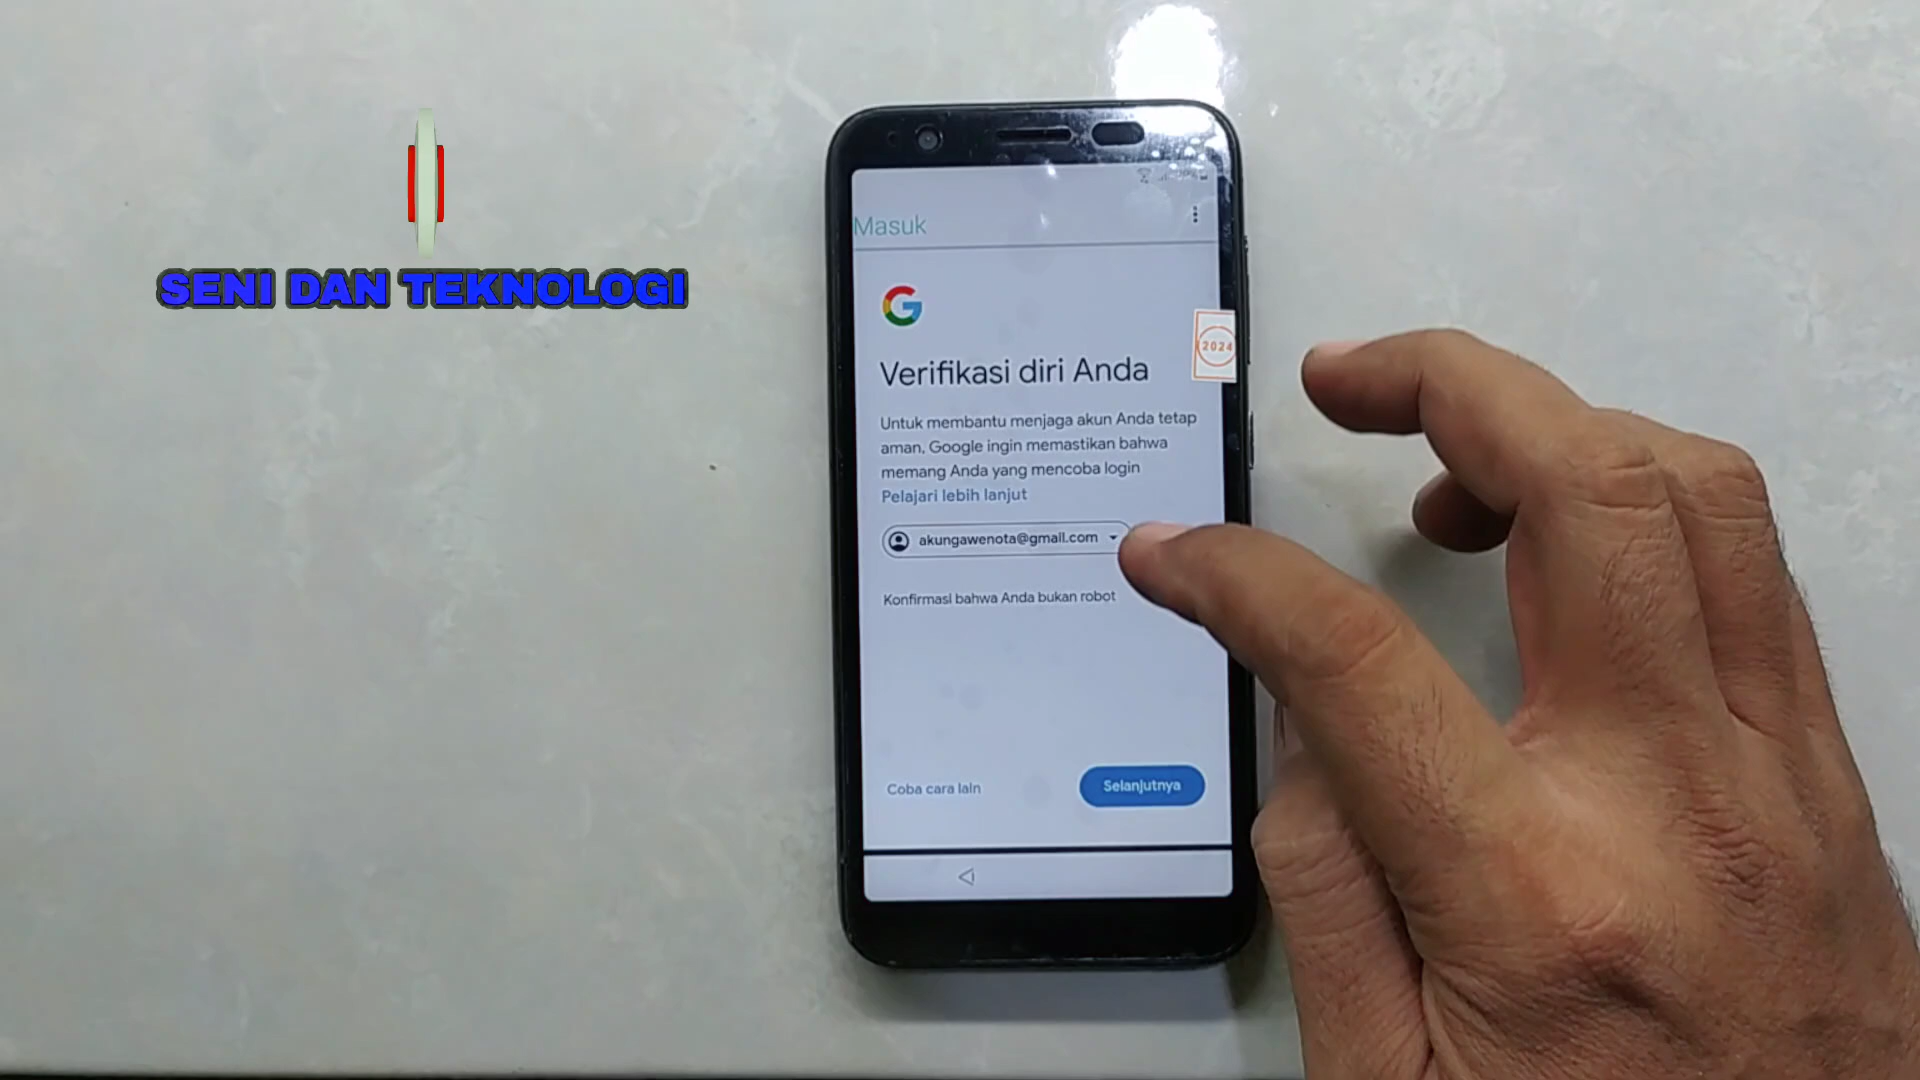 SENI DAN TEKNOLOGI
Masuk
G
Verifikasi diri Anda
2024
Untuk membantu menjaga akun Anda tetap
aman, Google ingin memastikan bahwa
memang Anda yang mencoba login
Pelajari lebih lanjut
akungawenota@gmail.com
Konfirmasi bahwa Anda bukan robot
Coba cara lain
Selanjutnya